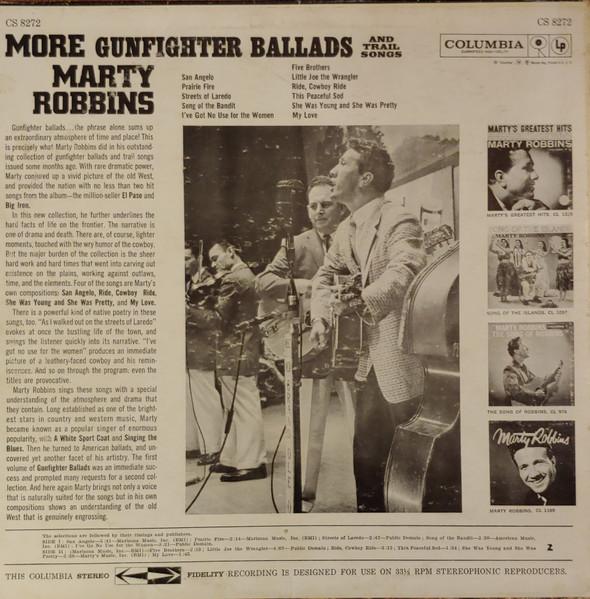 CS 8272
CS 8272
MORE GUNFIGHTER BALLADS AND TRAIL SONGS
MARTY
ROBBINS
COLUMBIA
LP
San Angelo
Prairie Fire
Streets of Laredo
Song of the Bandit
I've Got No Use for the Women
Five Brothers
Little Joe the Wrangler
Ride, Cowboy Ride
This Peaceful Sod
She Was Young and She Was Pretty
My Love
Gunfighter ballads...the phrase alone sums up
an extraordinary atmosphere of time and place! This
is precisely what Marty Robbins did in his outstand-
ing collection of gunfighter ballads and trail songs
issued some months ago. With rare dramatic power,
Marty conjured up a vivid picture of the old West,
and provided the nation with no less than two hit
songs from the album—the million-seller El Paso and
Big Iron.
In this new collection, he further underlines the
hard facts of life on the frontier. The narrative is
one of drama and death. There are, of course, lighter
moments, touched with the wry humor of the cowboy.
But the major burden of the collection is the sheer
hard work and hard times that went into carving out
existence on the plains, working against outlaws,
time, and the elements. Four of the songs are Marty's
own compositions: San Angelo, Ride, Cowboy Ride,
She Was Young and She Was Pretty, and My Love.
There is a powerful kind of native poetry in these
songs, too. "As I walked out on the streets of Laredo"
evokes at once the bustling life of the town, and
swings the listener quickly into its narrative. "I've
got no use for the women" produces an immediate
picture of a leathery-faced cowboy and his remin-
iscences. And so on through the program: even the
titles are provocative.
Marty Robbins sings these songs with a special
understanding of the atmosphere and drama that
they contain. Long established as one of the bright-
est stars in country and western music, Marty
became known as a popular singer of enormous
popularity, with A White Sport Coat and Singing the
Blues. Then he turned to American ballads, and un-
covered yet another facet of his artistry. The first
volume of Gunfighter Ballads was an immediate suc-
cess and prompted many requests for a second col-
lection. And here again Marty brings not only a voice
that is naturally suited for the songs but in his own
compositions shows an understanding of the old
West that is genuinely engrossing.
MARTY'S GREATEST HITS
MARTY ROBBINS
MARTY'S GREATEST HITS, CL 1325
SONG OF THE ISLANDS
MARTY ROBBINS
SONG OF THE ISLANDS, CL 1087
MARTY ROBBINS
THE SONG OF ROBBINS
THE SONG OF ROBBINS, CL 976
Marty Robbins
MARTY ROBBINS, CL 1189
The selections are followed by their timings and publishers.
Z
THIS COLUMBIA STEREO FIDELITY RECORDING IS DESIGNED FOR USE ON 33⅓ RPM STEREOPHONIC REPRODUCERS.